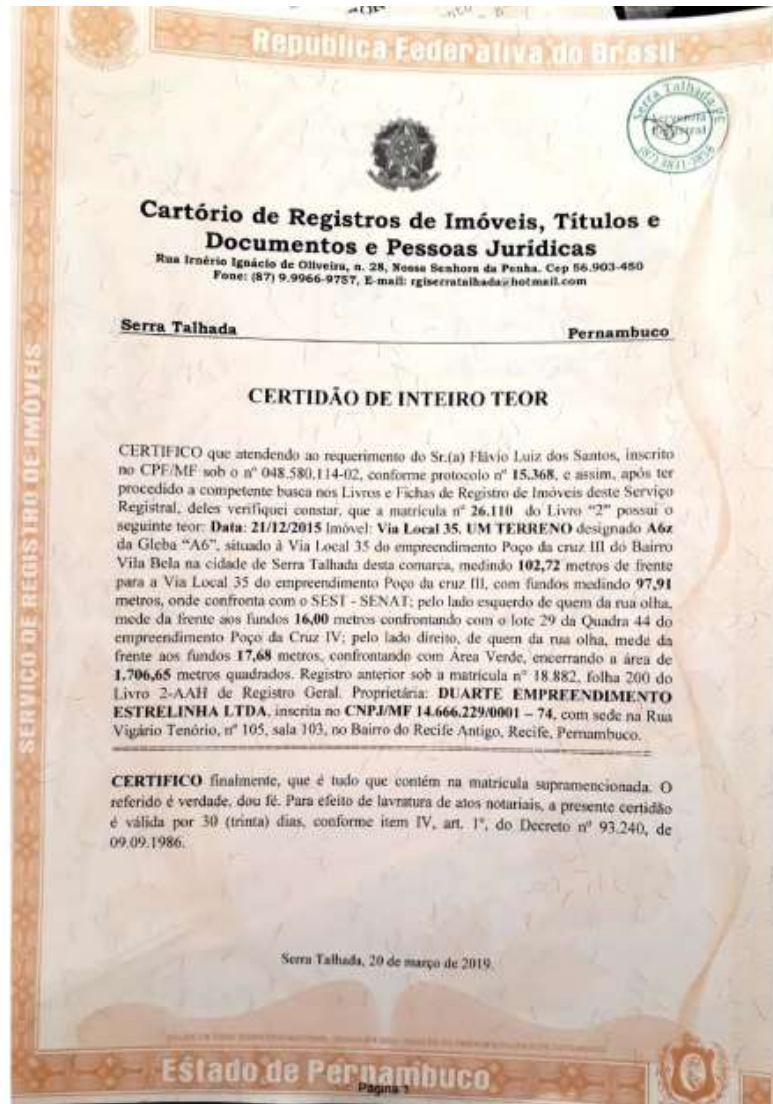 República Federativa do Brasil
Serra Talhada-PE
Serventia
Registral
Cartório de Registros de Imóveis, Títulos e
Documentos e Pessoas Jurídicas
Rua Irnério Ignácio de Oliveira, n. 28, Nossa Senhora da Penha. Cep 56.903-450
Fone: (87) 9.9966-9757, E-mail: rgiserratalhada@hotmail.com
Serra Talhada Pernambuco
SERVIÇO DE REGISTRO DE IMÓVEIS
CERTIDÃO DE INTEIRO TEOR
CERTIFICO que atendendo ao requerimento do Sr.(a) Flávio Luiz dos Santos, inscrito
no CPF/MF sob o nº 048.580.114-02, conforme protocolo nº 15.368, e assim, após ter
procedido a competente busca nos Livros e Fichas de Registro de Imóveis deste Serviço
Registral, deles verifiquei constar, que a matrícula nº 26.110 do Livro “2” possui o
seguinte teor: Data: 21/12/2015 Imóvel: Via Local 35. UM TERRENO designado A6z
da Gleba “A6”, situado à Via Local 35 do empreendimento Poço da cruz III do Bairro
Vila Bela na cidade de Serra Talhada desta comarca, medindo 102,72 metros de frente
para a Via Local 35 do empreendimento Poço da cruz III, com fundos medindo 97,91
metros, onde confronta com o SEST - SENAT; pelo lado esquerdo de quem da rua olha,
mede da frente aos fundos 16,00 metros confrontando com o lote 29 da Quadra 44 do
empreendimento Poço da Cruz IV; pelo lado direito, de quem da rua olha, mede da
frente aos fundos 17,68 metros, confrontando com Área Verde, encerrando a área de
1.706,65 metros quadrados. Registro anterior sob a matrícula nº 18.882, folha 200 do
Livro 2-AAH de Registro Geral. Proprietária: DUARTE EMPREENDIMENTO
ESTRELINHA LTDA, inscrita no CNPJ/MF 14.666.229/0001 – 74, com sede na Rua
Vigário Tenório, nº 105, sala 103, no Bairro do Recife Antigo, Recife, Pernambuco.
CERTIFICO finalmente, que é tudo que contém na matrícula supramencionada. O
referido é verdade, dou fé. Para efeito de lavratura de atos notariais, a presente certidão
é válida por 30 (trinta) dias, conforme item IV, art. 1º, do Decreto nº 93.240, de
09.09.1986.
Serra Talhada, 20 de março de 2019.
Estado de Pernambuco
Página 1